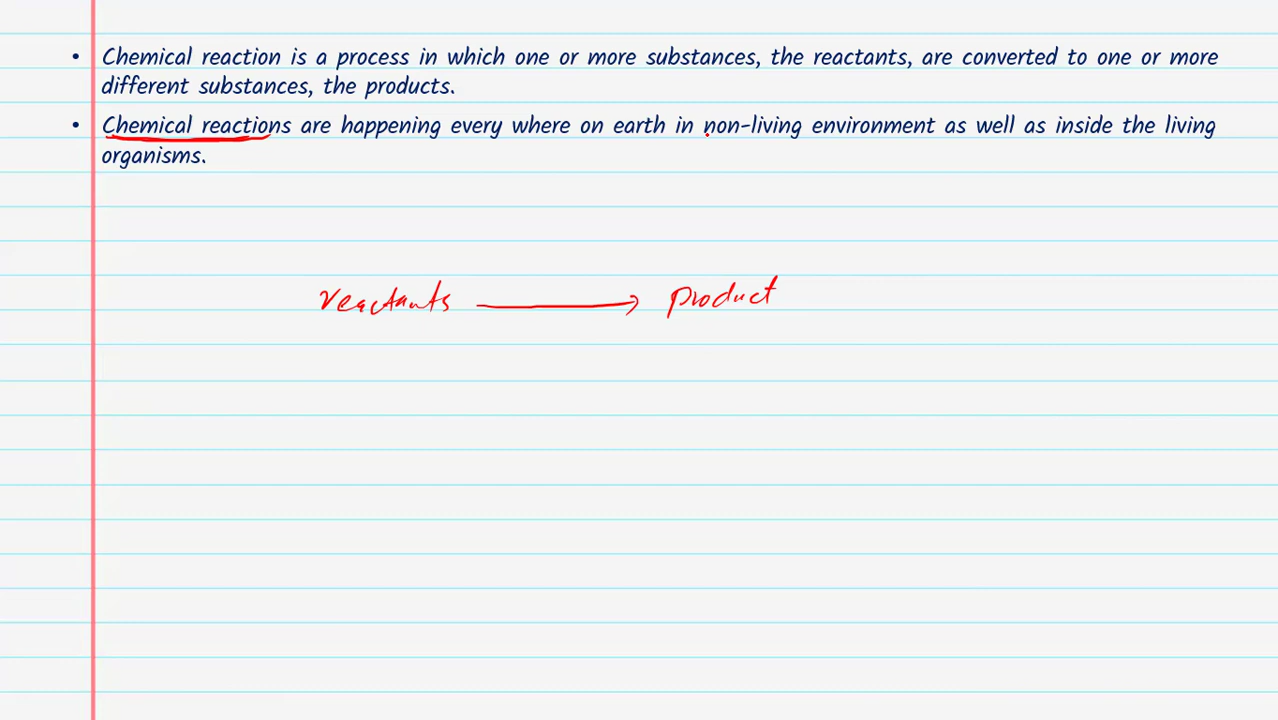 • Chemical reaction is a process in which one or more substances, the reactants, are converted to one or more
different substances, the products.
• Chemical reactions are happening every where on earth in non-living environment as well as inside the living
organisms.
reactants → product